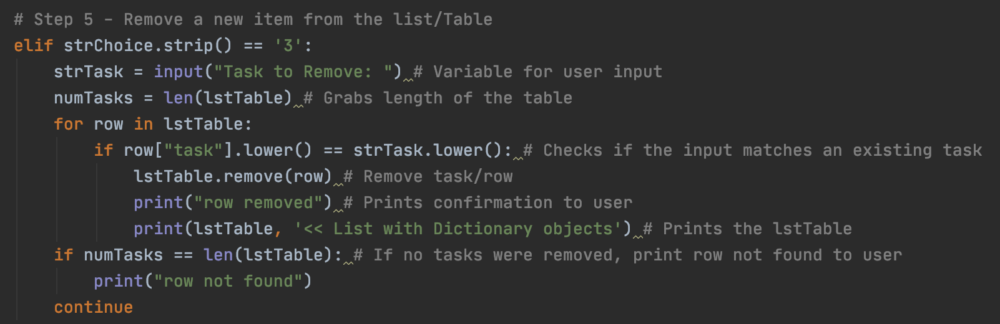 # Step 5 - Remove a new item from the list/Table
elif strChoice.strip() == '3':
    strTask = input("Task to Remove: ") # Variable for user input
    numTasks = len(lstTable) # Grabs length of the table
    for row in lstTable:
        if row["task"].lower() == strTask.lower(): # Checks if the input matches an existing task
            lstTable.remove(row) # Remove task/row
            print("row removed") # Prints confirmation to user
            print(lstTable, '<< List with Dictionary objects') # Prints the lstTable
    if numTasks == len(lstTable): # If no tasks were removed, print row not found to user
        print("row not found")
    continue